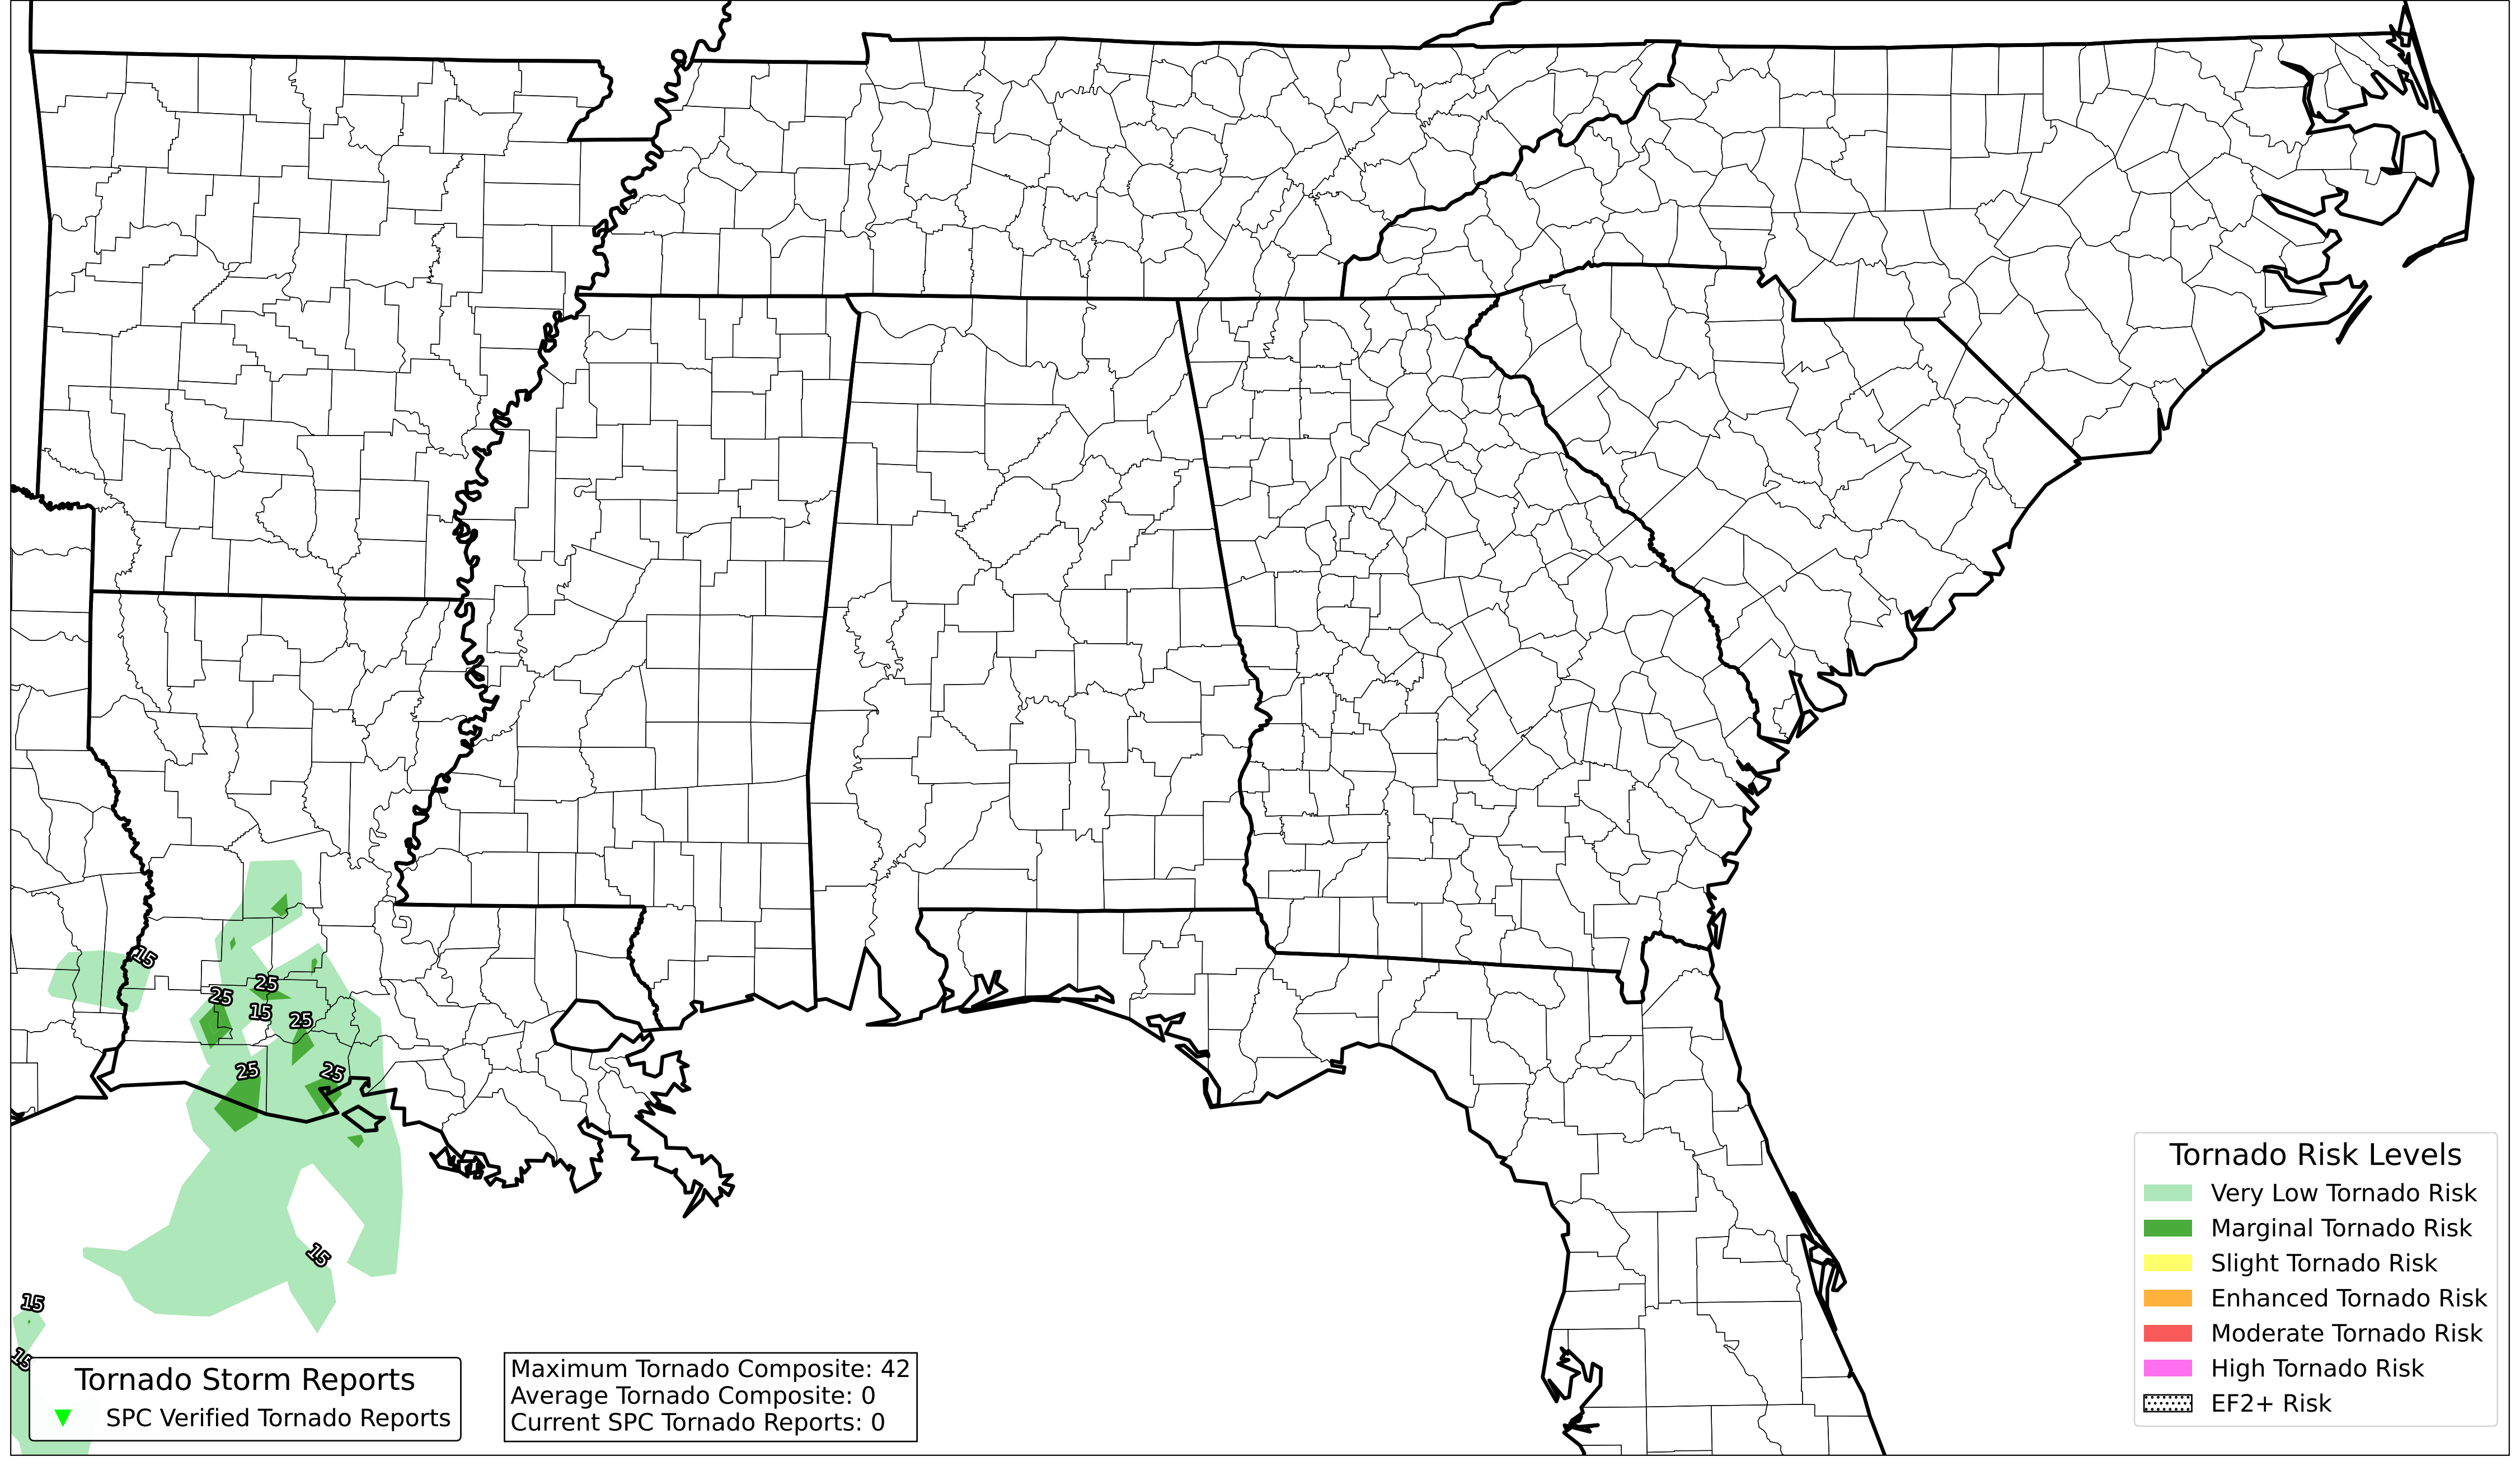 15
25
25
15
25
25
25
15
15
15
Tornado Storm Reports
SPC Verified Tornado Reports
Maximum Tornado Composite: 42
Average Tornado Composite: 0
Current SPC Tornado Reports: 0
Tornado Risk Levels
Very Low Tornado Risk
Marginal Tornado Risk
Slight Tornado Risk
Enhanced Tornado Risk
Moderate Tornado Risk
High Tornado Risk
EF2+ Risk